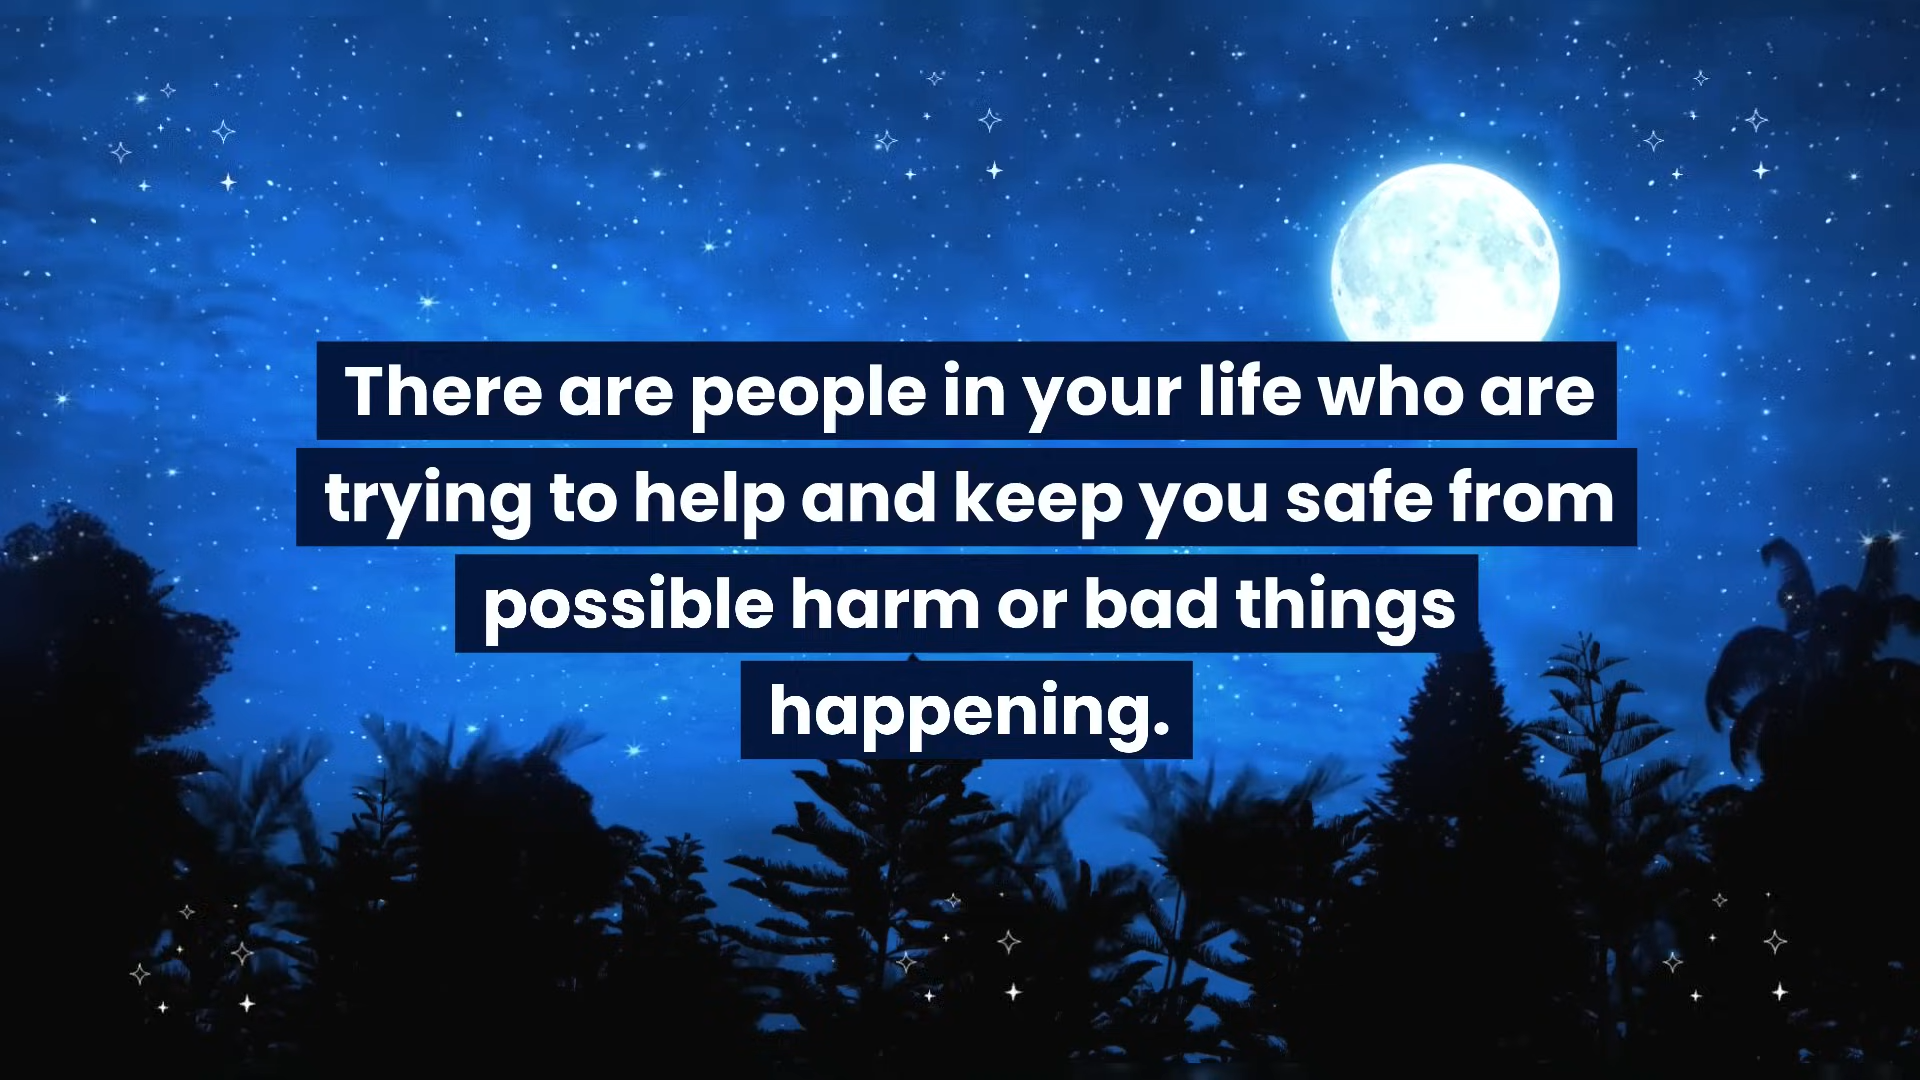 There are people in your life who are
trying to help and keep you safe from
possible harm or bad things
happening.